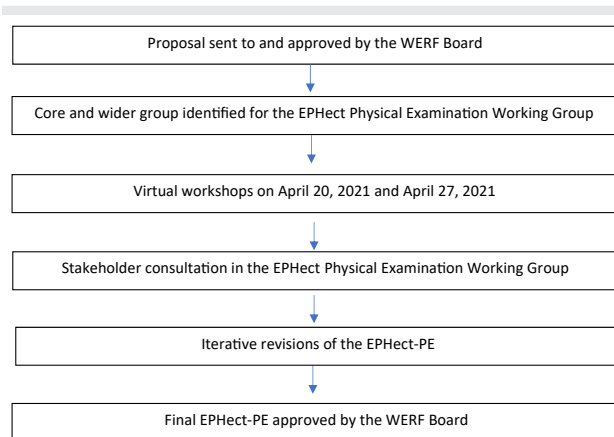 Proposal sent to and approved by the WERF Board
Core and wider group identified for the EPHect Physical Examination Working Group
Virtual workshops on April 20, 2021 and April 27, 2021
Stakeholder consultation in the EPHect Physical Examination Working Group
Iterative revisions of the EPHect-PE
Final EPHect-PE approved by the WERF Board